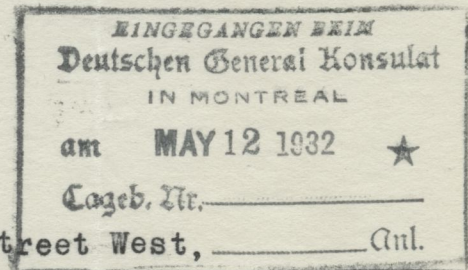 EINGEGANGEN BEIM
Deutschen General Konsulat
IN MONTREAL
am MAY 12 1932
Tageb. Nr.
treet West, Anl.